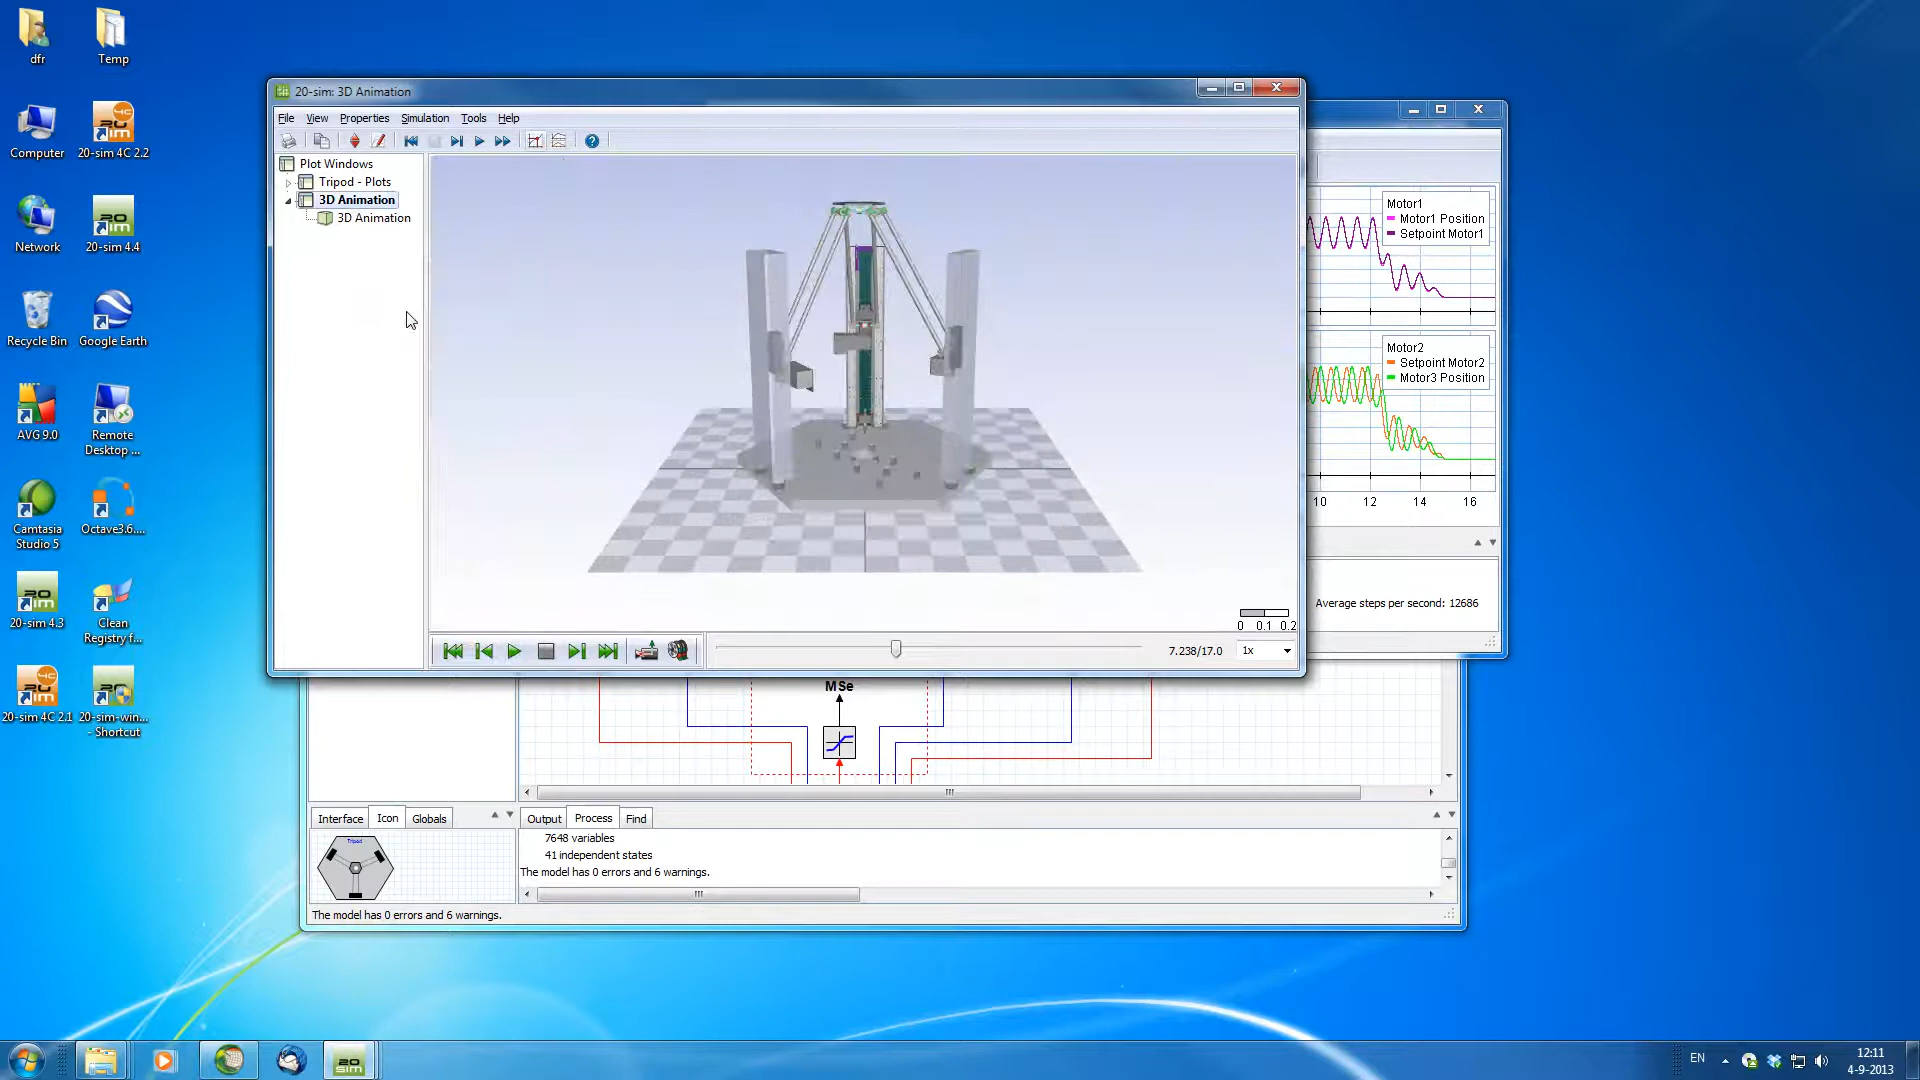 dfr
Temp
Computer
20-sim 4C 2.2
Network
20-sim 4.4
Recycle Bin
Google Earth
AVG 9.0
Remote
Desktop ...
Camtasia
Studio 5
Octave3.6....
20-sim 4.3
Clean
Registry f...
20-sim 4C 2.1
20-sim-win...
- Shortcut
20-sim: 3D Animation
File View Properties Simulation Tools Help
Plot Windows
Tripod - Plots
3D Animation
3D Animation
0 0.1 0.2
7.238/17.0
1x
Motor1
Motor1 Position
Setpoint Motor1
Motor2
Setpoint Motor2
Motor3 Position
10 12 14 16
Average steps per second: 12686
MSe
Interface Icon Globals
Tripod
Output Process Find
7648 variables
41 independent states
The model has 0 errors and 6 warnings.
The model has 0 errors and 6 warnings.
EN
12:11
4-9-2013